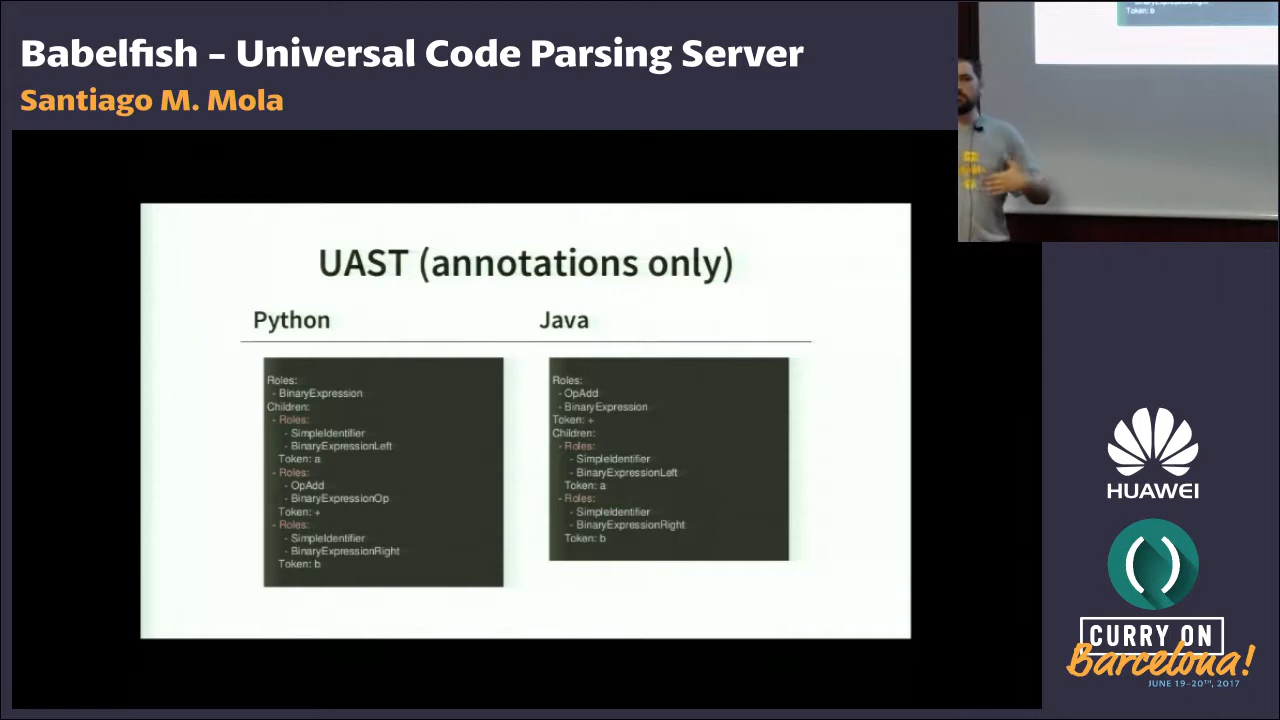 Babelfish – Universal Code Parsing Server
Santiago M. Mola
Token: b
UAST (annotations only)
Python
Java
Roles:
- BinaryExpression
Children:
- Roles:
- SimpleIdentifier
- BinaryExpressionLeft
Token: a
- Roles:
- OpAdd
- BinaryExpressionOp
Token: +
- Roles:
- SimpleIdentifier
- BinaryExpressionRight
Token: b
Roles:
- OpAdd
- BinaryExpression
Token: +
Children:
- Roles:
- SimpleIdentifier
- BinaryExpressionLeft
Token: a
- Roles:
- SimpleIdentifier
- BinaryExpressionRight
Token: b
HUAWEI
CURRY ON
Barcelona!
JUNE 19-20TH, 2017